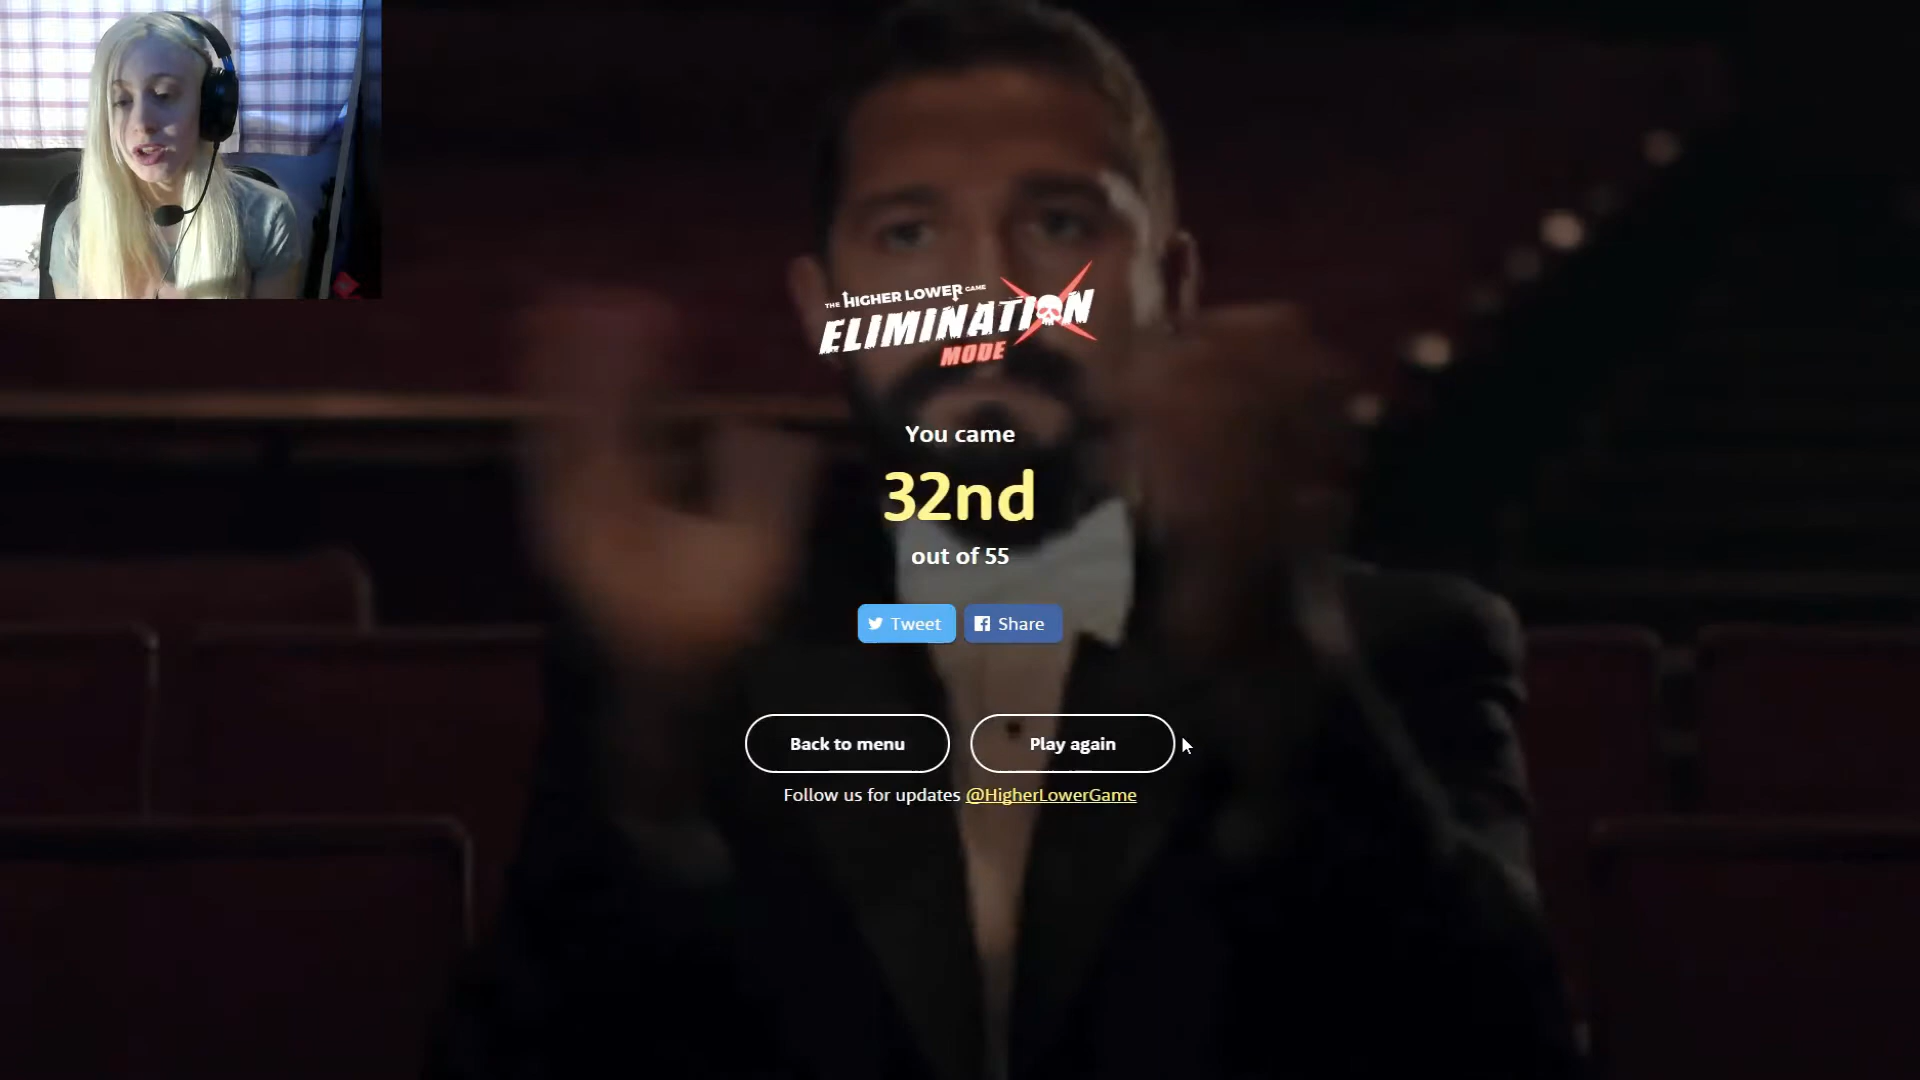 THE HIGHER LOWER GAME
ELIMINATION
MODE
You came
32nd
out of 55
Tweet Share
Back to menu Play again
Follow us for updates @HigherLowerGame